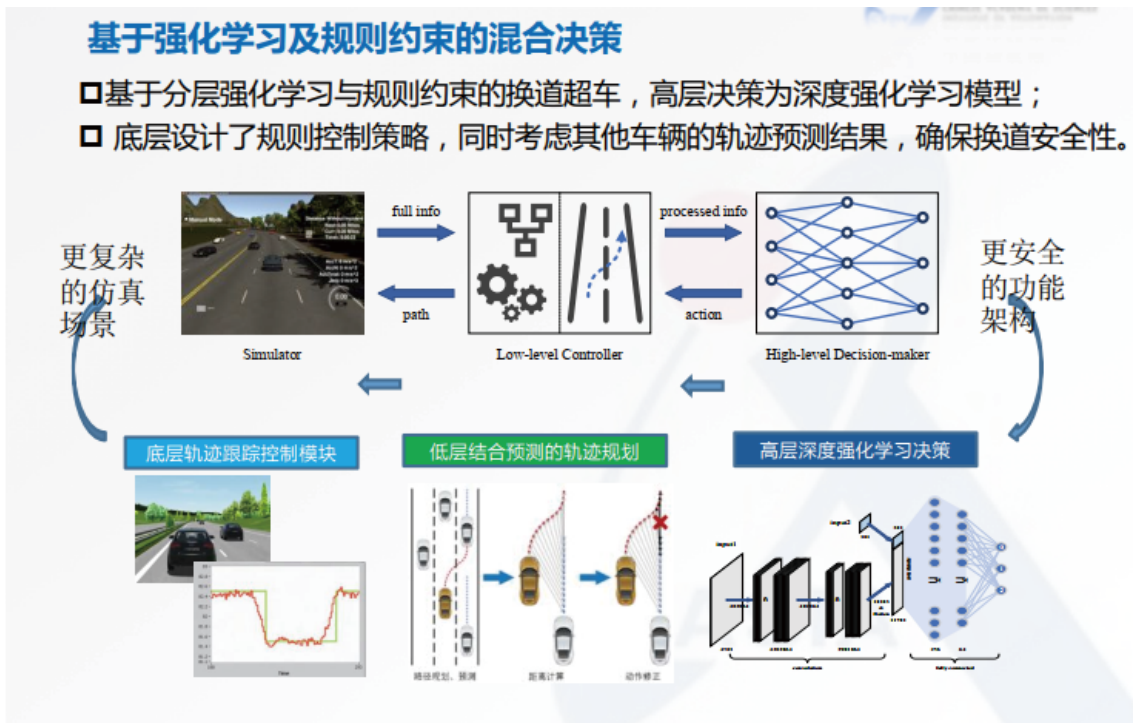 基于强化学习及规则约束的混合决策
基于分层强化学习与规则约束的换道超车，高层决策为深度强化学习模型；
底层设计了规则控制策略，同时考虑其他车辆的轨迹预测结果，确保换道安全性。
更复杂
的仿真
场景
Manual Mode
full info
path
processed info
action
更安全
的功能
架构
Simulator
Low-level Controller
High-level Decision-maker
底层轨迹跟踪控制模块
低层结合预测的轨迹规划
高层深度强化学习决策
input1
input2
路径规划、预测
距离计算
动作修正
convolution
fully connected